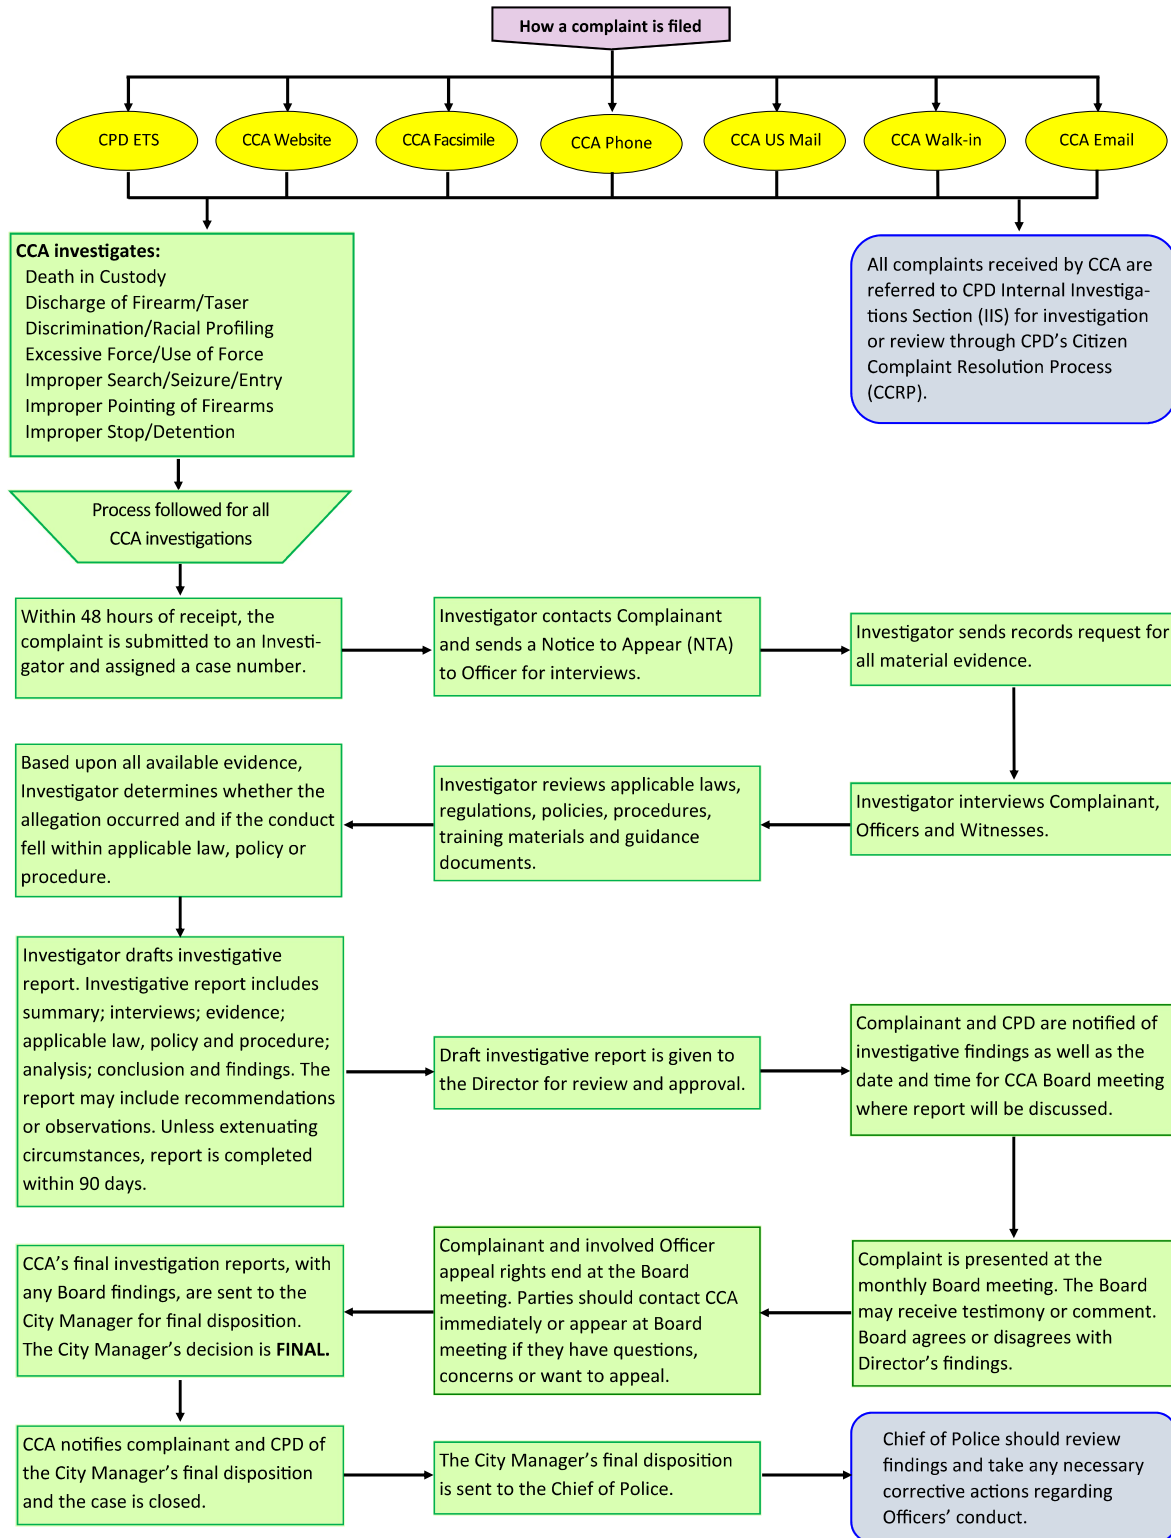 How a complaint is filed
CPD ETS
CCA Website
CCA Facsimile
CCA Phone
CCA US Mail
CCA Walk-in
CCA Email
CCA investigates:
Death in Custody
Discharge of Firearm/Taser
Discrimination/Racial Profiling
Excessive Force/Use of Force
Improper Search/Seizure/Entry
Improper Pointing of Firearms
Improper Stop/Detention
All complaints received by CCA are
referred to CPD Internal Investiga-
tions Section (IIS) for investigation
or review through CPD's Citizen
Complaint Resolution Process
(CCRP).
Process followed for all
CCA investigations
Within 48 hours of receipt, the
complaint is submitted to an Investi-
gator and assigned a case number.
Investigator contacts Complainant
and sends a Notice to Appear (NTA)
to Officer for interviews.
Investigator sends records request for
all material evidence.
Investigator interviews Complainant,
Officers and Witnesses.
Investigator reviews applicable laws,
regulations, policies, procedures,
training materials and guidance
documents.
Based upon all available evidence,
Investigator determines whether the
allegation occurred and if the conduct
fell within applicable law, policy or
procedure.
Investigator drafts investigative
report. Investigative report includes
summary; interviews; evidence;
applicable law, policy and procedure;
analysis; conclusion and findings. The
report may include recommendations
or observations. Unless extenuating
circumstances, report is completed
within 90 days.
Draft investigative report is given to
the Director for review and approval.
Complainant and CPD are notified of
investigative findings as well as the
date and time for CCA Board meeting
where report will be discussed.
Complaint is presented at the
monthly Board meeting. The Board
may receive testimony or comment.
Board agrees or disagrees with
Director's findings.
Complainant and involved Officer
appeal rights end at the Board
meeting. Parties should contact CCA
immediately or appear at Board
meeting if they have questions,
concerns or want to appeal.
CCA's final investigation reports, with
any Board findings, are sent to the
City Manager for final disposition.
The City Manager's decision is FINAL.
CCA notifies complainant and CPD of
the City Manager's final disposition
and the case is closed.
The City Manager's final disposition
is sent to the Chief of Police.
Chief of Police should review
findings and take any necessary
corrective actions regarding
Officers' conduct.